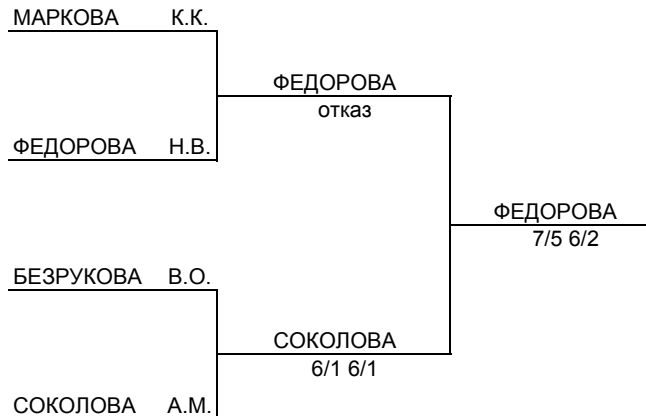 МАРКОВА К.К.
ФЕДОРОВА
отказ
ФЕДОРОВА Н.В.
ФЕДОРОВА
7/5 6/2
БЕЗРУКОВА В.О.
СОКОЛОВА
6/1 6/1
СОКОЛОВА А.М.